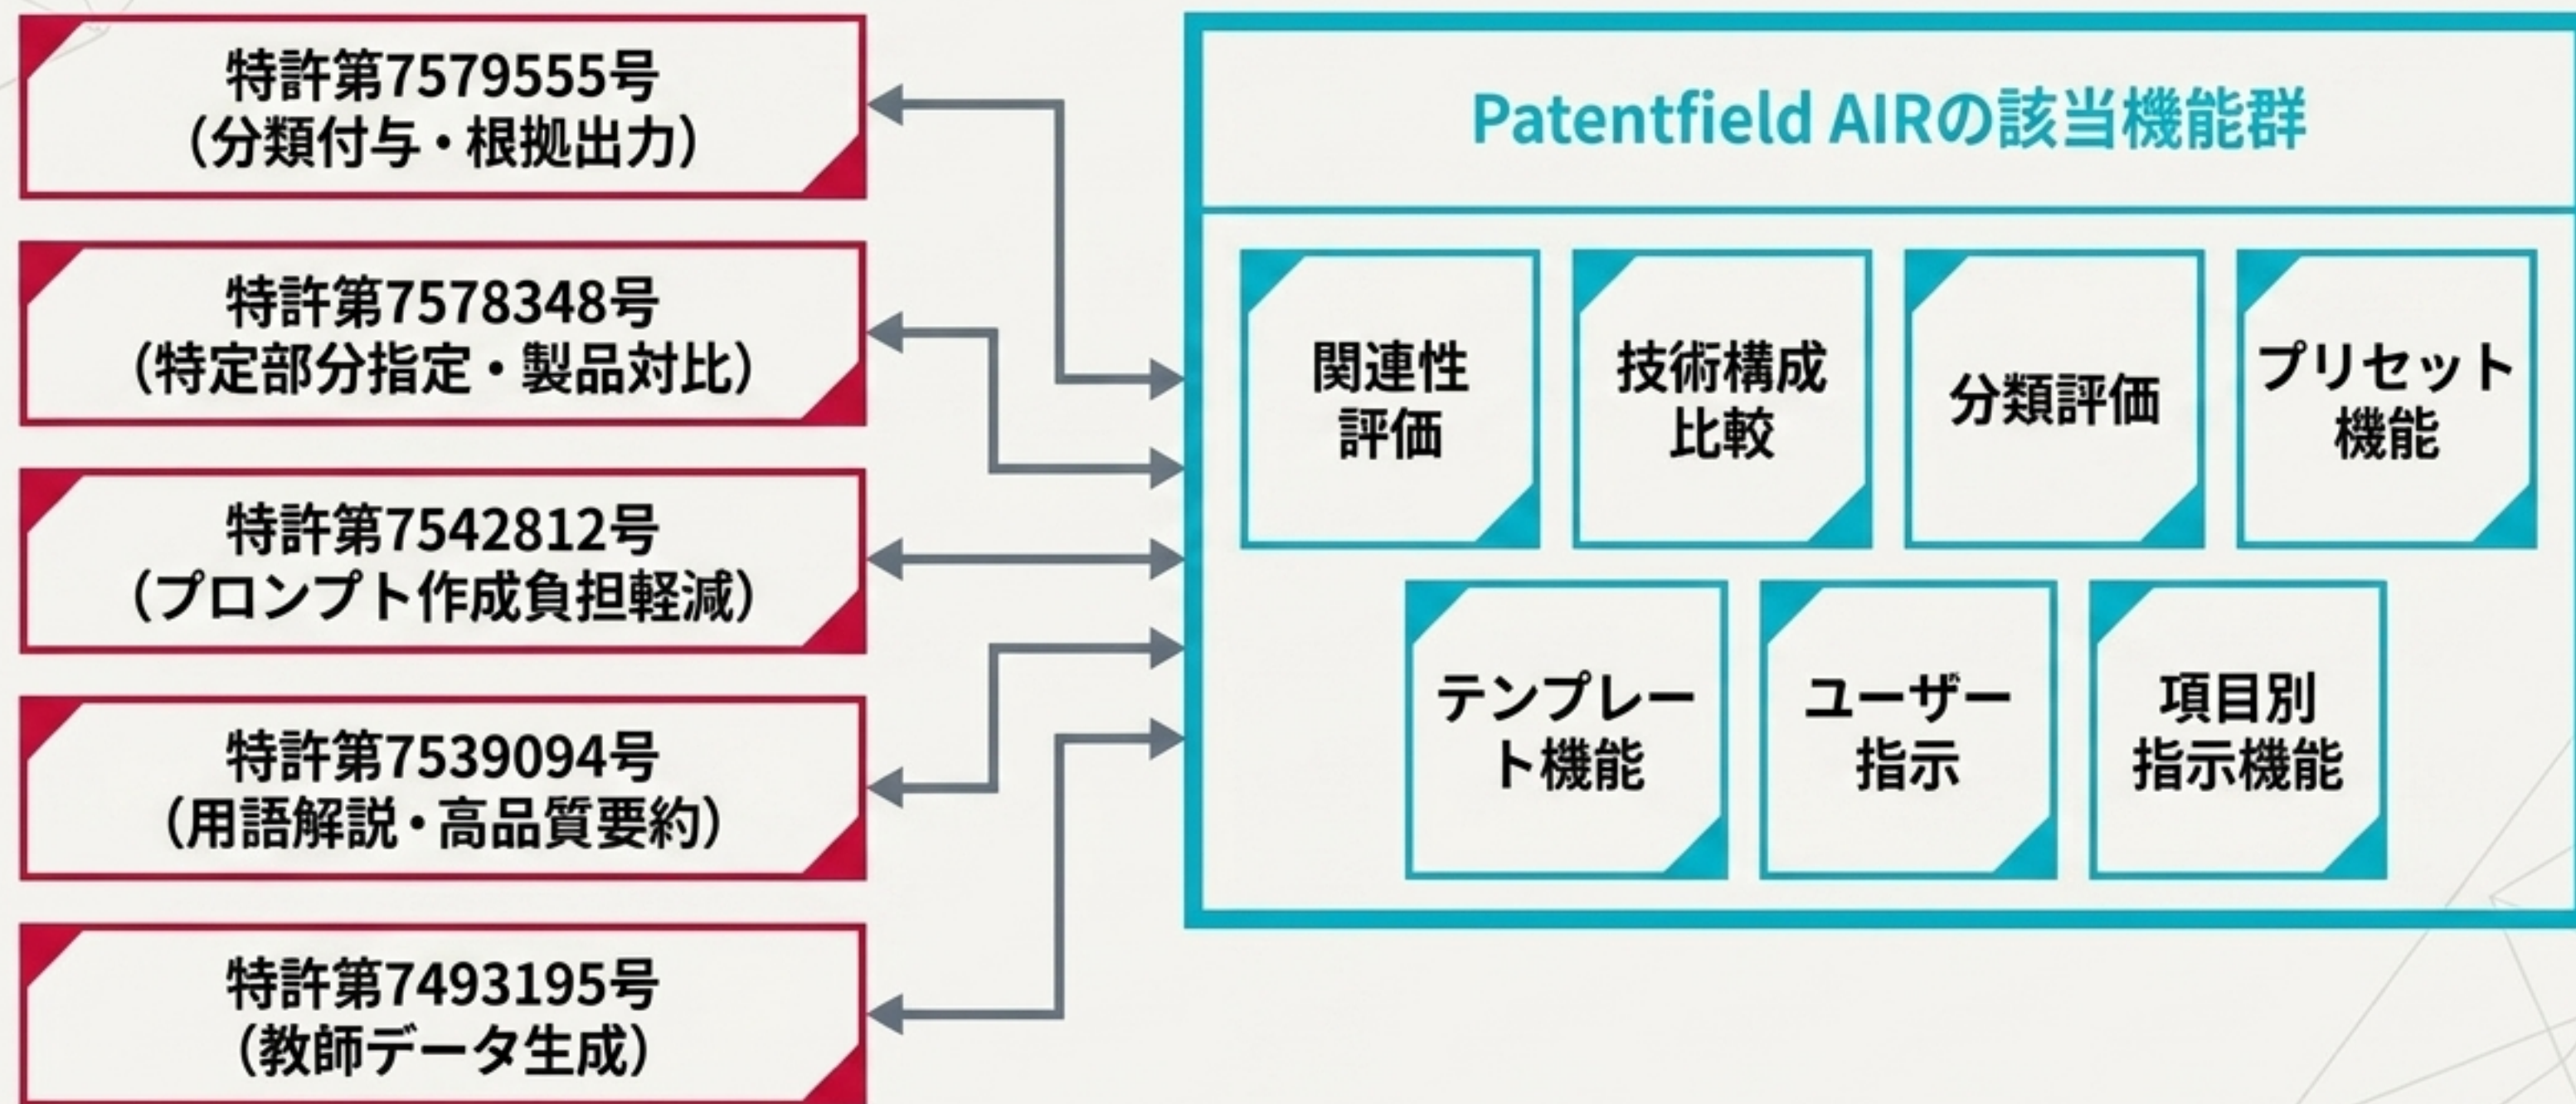 特許第7579555号
（分類付与・根拠出力）
特許第7578348号
（特定部分指定・製品対比）
特許第7542812号
（プロンプト作成負担軽減）
特許第7539094号
（用語解説・高品質要約）
特許第7493195号
（教師データ生成）
Patentfield AIRの該当機能群
関連性
評価
技術構成
比較
分類評価
プリセット
機能
テンプレー
ト機能
ユーザー
指示
項目別
指示機能